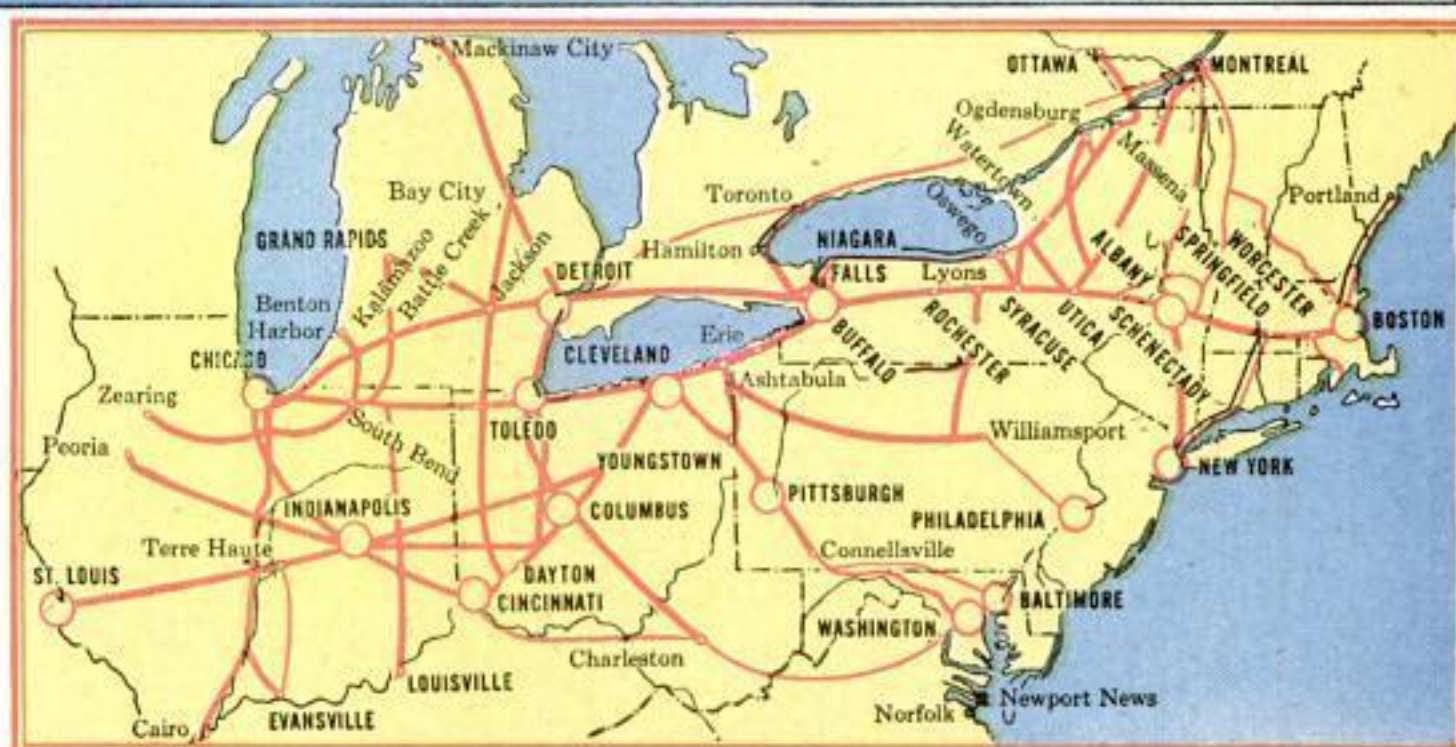 Mackinaw City
OTTAWA
MONTREAL
Ogdensburg
Watertown
Massena
Bay City
Toronto
Oswego
Portland
GRAND RAPIDS
Kalamazoo
Battle Creek
Jackson
Hamilton
NIAGARA
FALLS
Lyons
ALBANY
SPRINGFIELD
WORCESTER
DETROIT
Benton
Harbor
CHICAGO
CLEVELAND
Erie
BUFFALO
ROCHESTER
SYRACUSE
UTICA
SCHENECTADY
BOSTON
Zearing
Ashtabula
Peoria
South Bend
TOLEDO
Williamsport
YOUNGSTOWN
NEW YORK
INDIANAPOLIS
COLUMBUS
PITTSBURGH
PHILADELPHIA
Terre Haute
Connellsville
ST. LOUIS
DAYTON
CINCINNATI
BALTIMORE
WASHINGTON
Charleston
LOUISVILLE
Newport News
Norfolk
EVANSVILLE
Cairo